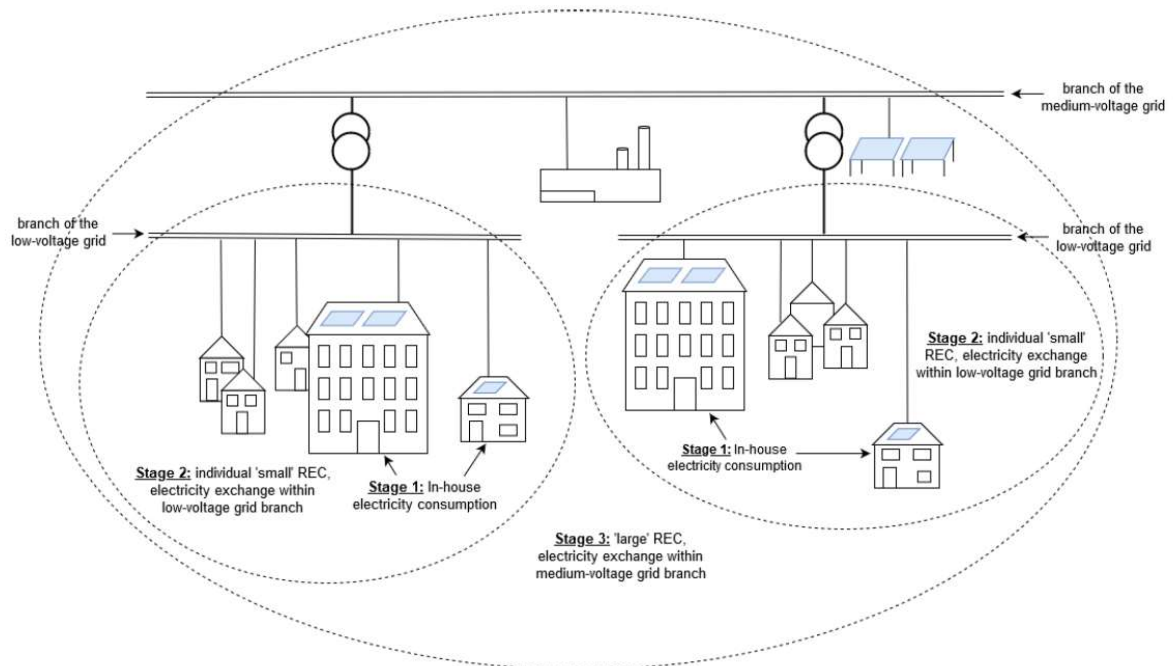 branch of the
medium-voltage grid
branch of the
low-voltage grid
branch of the
low-voltage grid
Stage 2: individual 'small'
REC, electricity exchange
within low-voltage grid branch
Stage 1: In-house
electricity consumption
Stage 2: individual 'small' REC,
electricity exchange within
low-voltage grid branch
Stage 1: In-house
electricity consumption
Stage 3: 'large' REC,
electricity exchange within
medium-voltage grid branch